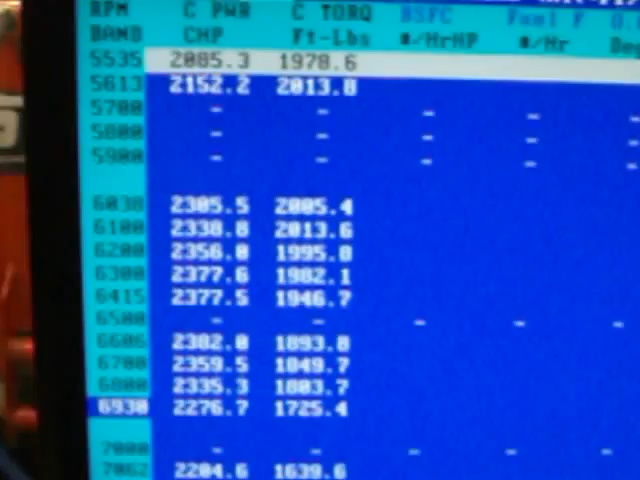 RPM C PWR C TORQ BSFC Fuel F
BAND CHP Ft-Lbs #/HrHP #/Hr
5535 2085.3 1978.6
5613 2152.2 2013.8
5700 - - - - -
5800 - - - - -
5900 - - - - -
6038 2305.5 2005.4
6100 2338.8 2013.6
6200 2356.0 1995.8
6300 2377.6 1982.1
6415 2377.5 1946.7
6500 - - - - -
6606 2382.0 1893.8
6700 2359.5 1849.7
6800 2335.3 1803.7
6930 2276.7 1725.4
7000 - - - - -
7062 2204.6 1639.6